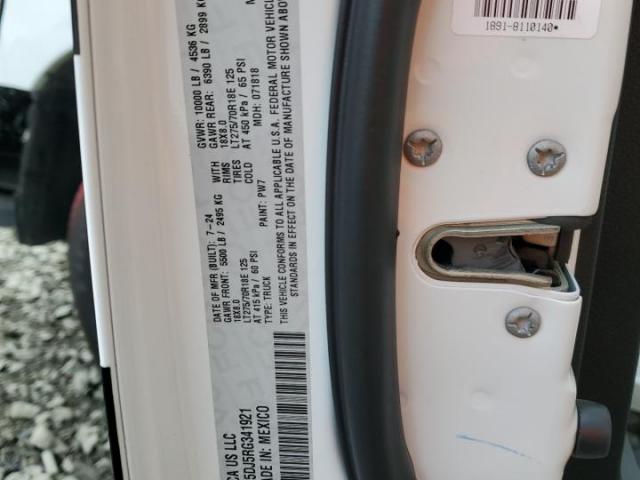 1891-8110140*
DATE OF MFR (BUILT): 7-24 GVWR: 10000 LB / 4536 KG
GAWR FRONT: 5500 LB / 2495 KG WITH GAWR REAR: 6390 LB / 2899 KG
18X8.0 RIMS 18X8.0
LT275/70R18E 125 TIRES LT275/70R18E 125
AT 415 kPa / 60 PSI COLD AT 450 kPa / 65 PSI
TYPE: TRUCK PAINT: PW7 MDH: 071818
THIS VEHICLE CONFORMS TO ALL APPLICABLE U.S.A. FEDERAL MOTOR VEHICLE
STANDARDS IN EFFECT ON THE DATE OF MANUFACTURE SHOWN ABOV
CA US LLC
5DJ5RG341921
ADE IN: MEXICO